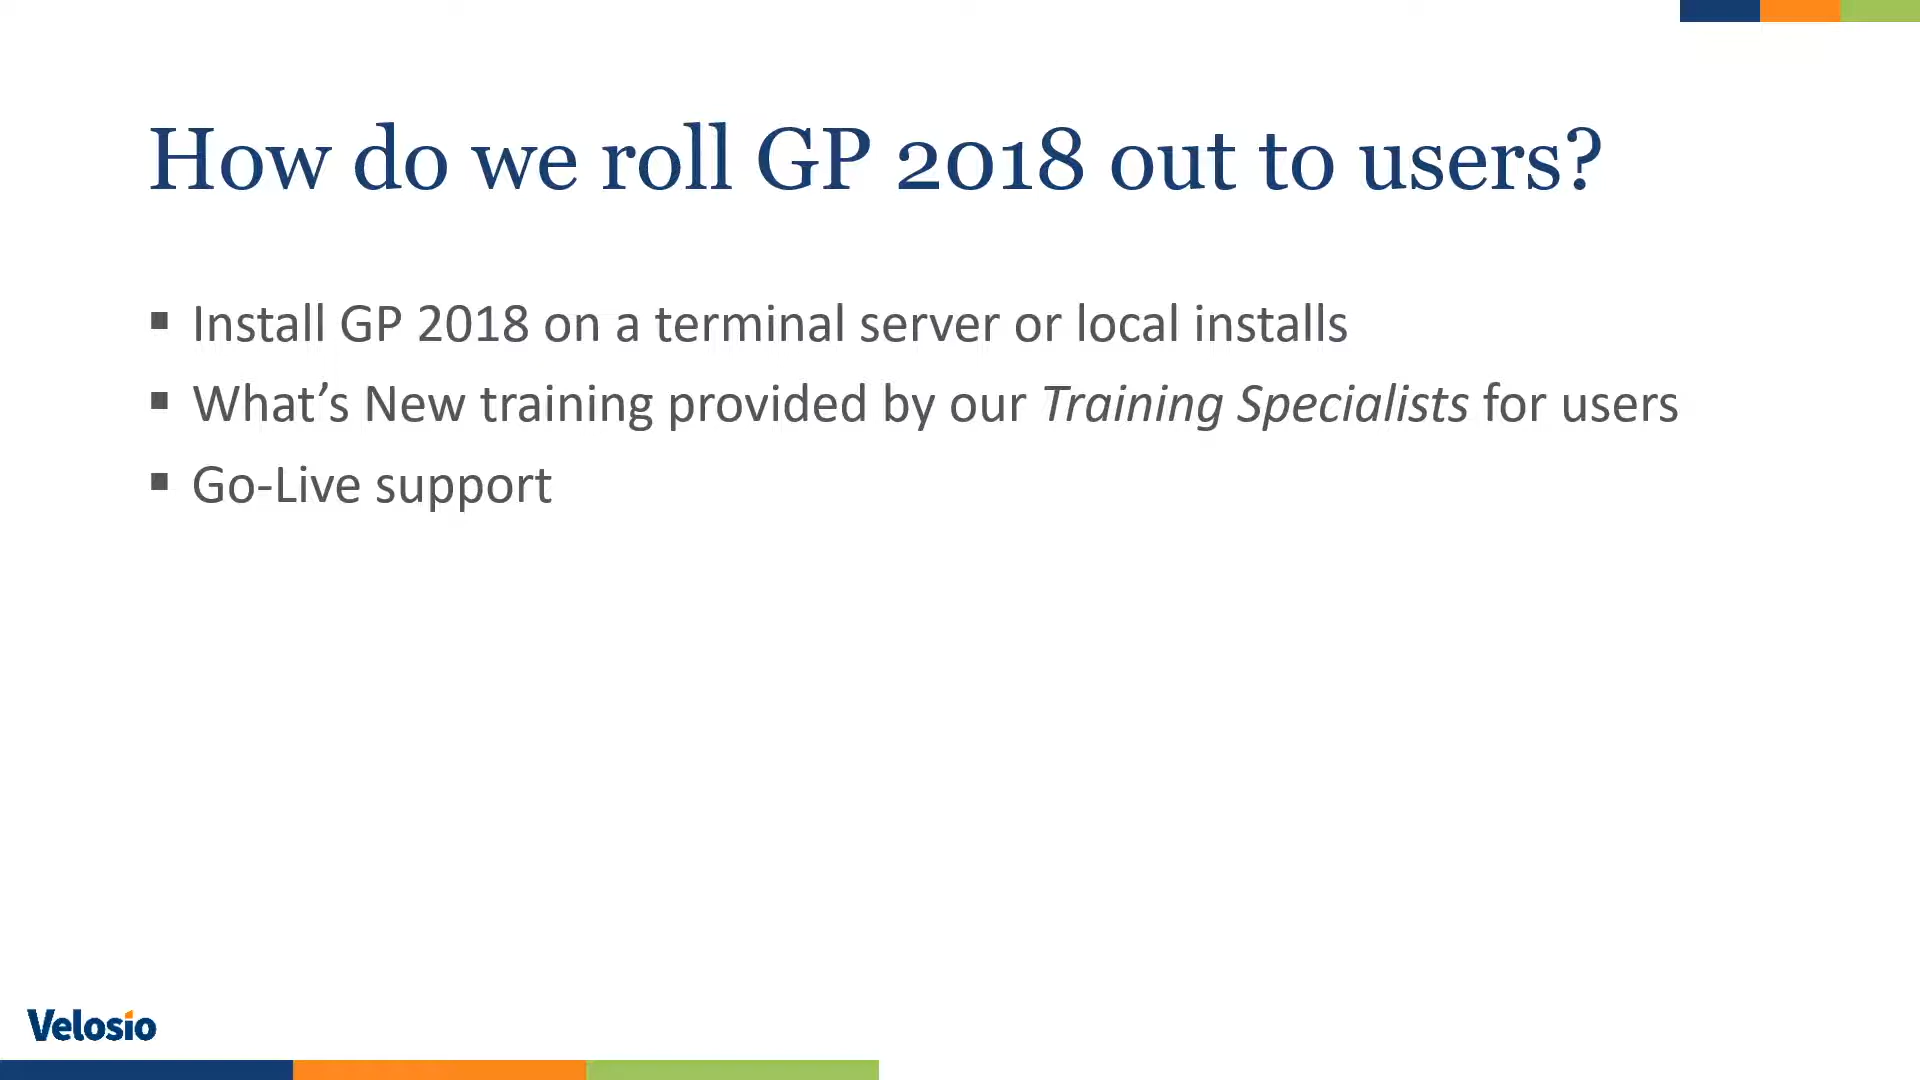 How do we roll GP 2018 out to users?
▪ Install GP 2018 on a terminal server or local installs
▪ What’s New training provided by our Training Specialists for users
▪ Go-Live support
Velosio